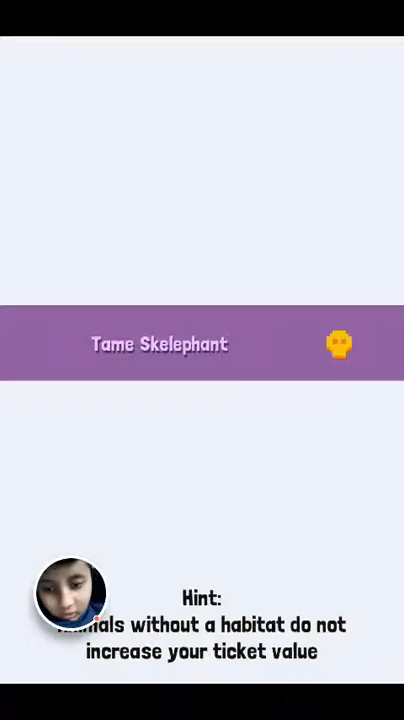 Tame Skelephant
Hint:
without a habitat do not
increase your ticket value